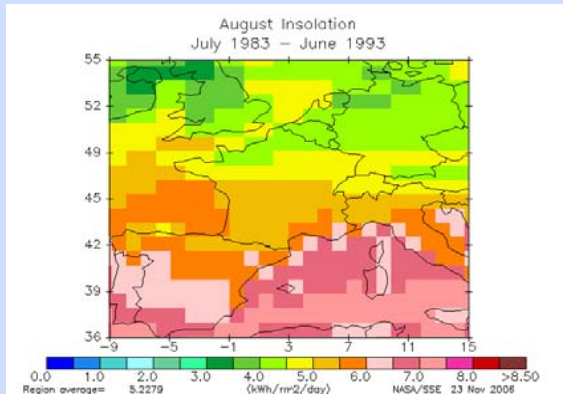 August Insolation
July 1983 – June 1993
55
52
49
45
42
39
36
-9 -5 -1 3 7 11 15
0.0 1.0 2.0 3.0 4.0 5.0 6.0 7.0 8.0 >8.50
Region average= 5.2279 (kWh/m^2/day) NASA/SSE 23 Nov 2006